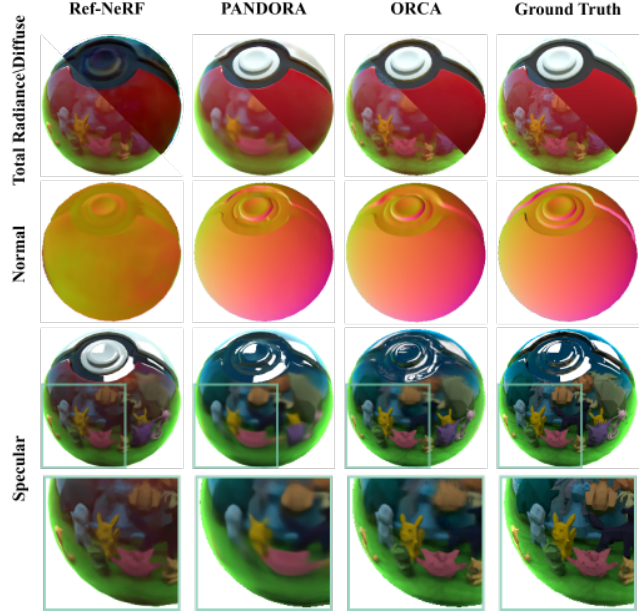 Ref-NeRF PANDORA ORCA Ground Truth
Total Radiance\Diffuse
Normal
Specular